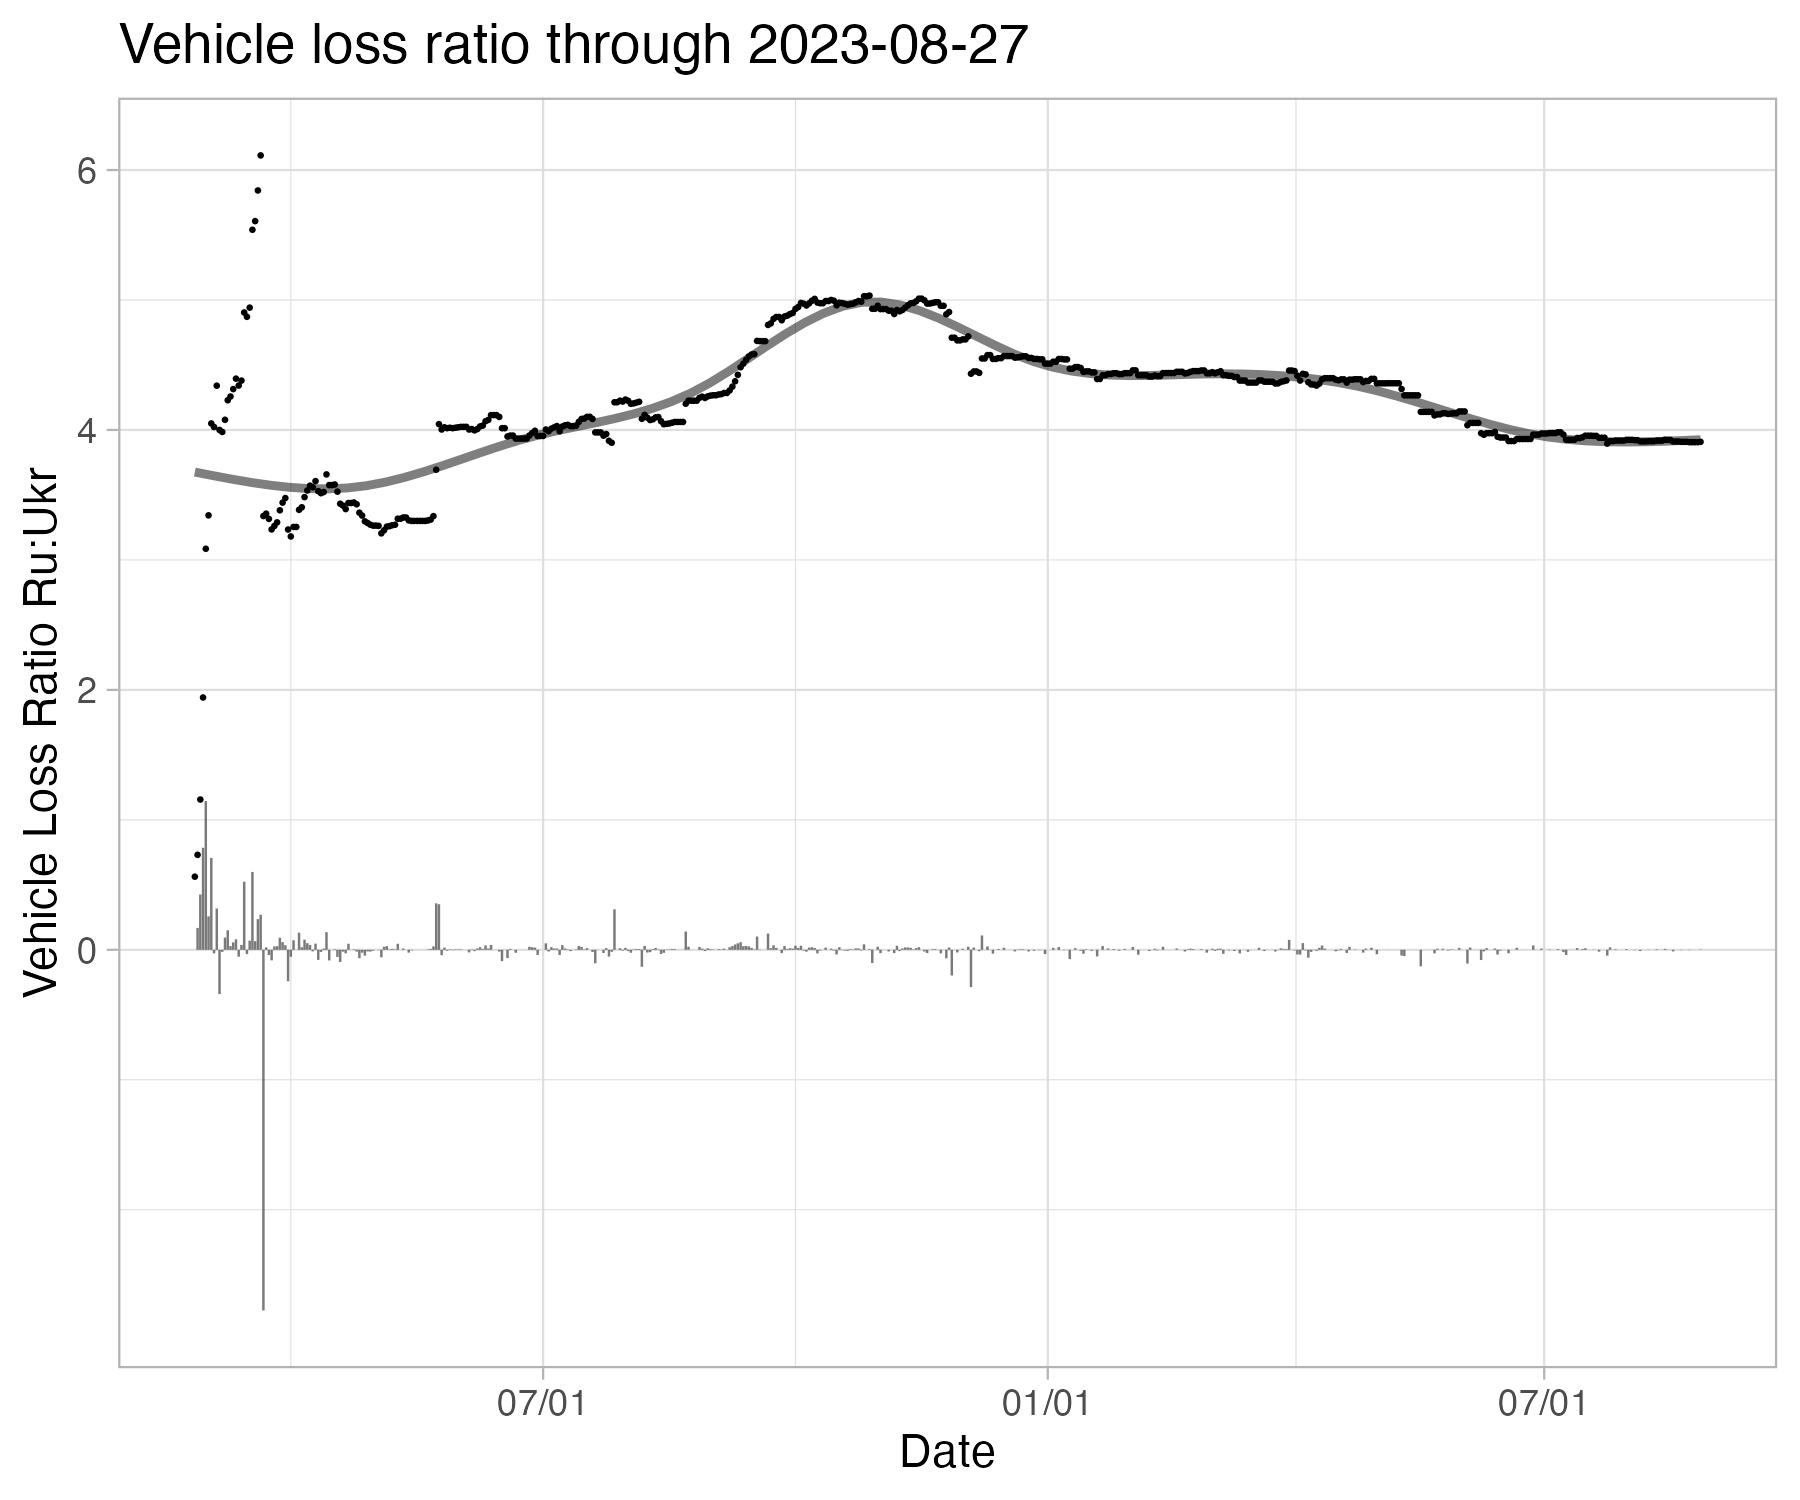 Vehicle loss ratio through 2023-08-27
Vehicle Loss Ratio Ru:Ukr
6
4
2
0
07/01
01/01
07/01
Date